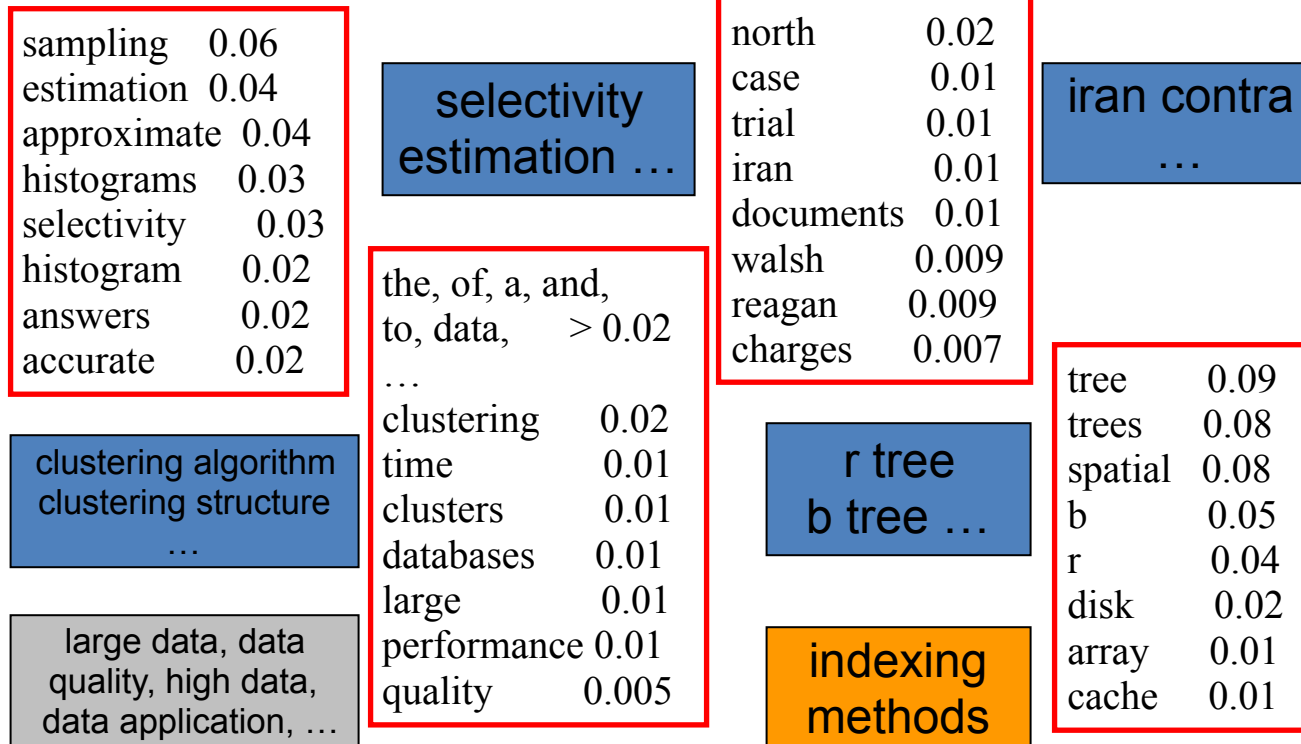 sampling 0.06
estimation 0.04
approximate 0.04
histograms 0.03
selectivity 0.03
histogram 0.02
answers 0.02
accurate 0.02
selectivity
estimation …
north 0.02
case 0.01
trial 0.01
iran 0.01
documents 0.01
walsh 0.009
reagan 0.009
charges 0.007
iran contra
…
clustering algorithm
clustering structure
…
large data, data
quality, high data,
data application, …
the, of, a, and,
to, data, > 0.02
…
clustering 0.02
time 0.01
clusters 0.01
databases 0.01
large 0.01
performance 0.01
quality 0.005
r tree
b tree …
indexing
methods
tree 0.09
trees 0.08
spatial 0.08
b 0.05
r 0.04
disk 0.02
array 0.01
cache 0.01